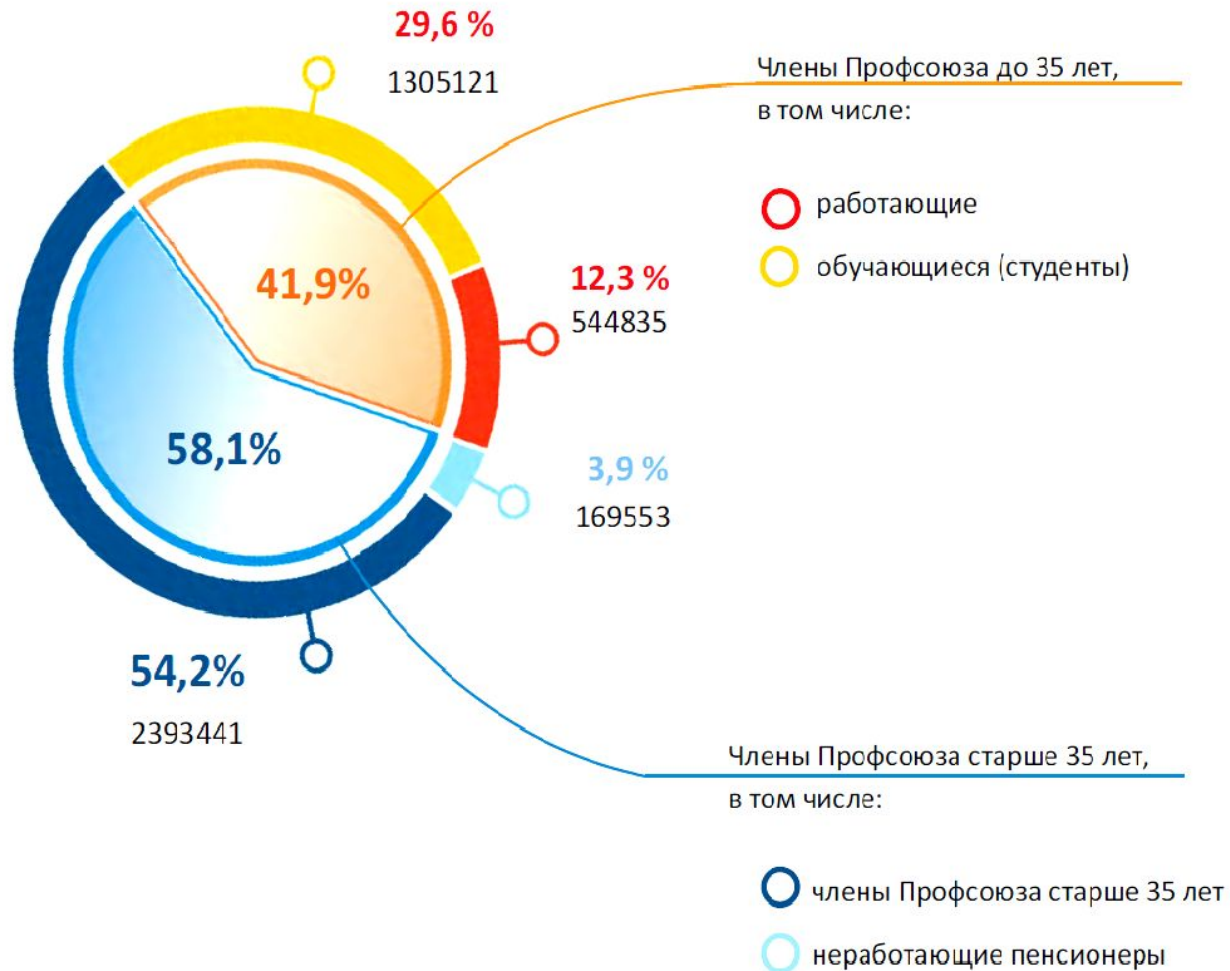 29,6 %
1305121
Члены Профсоюза до 35 лет,
в том числе:
работающие
обучающиеся (студенты)
41,9%
12,3 %
544835
58,1%
3,9 %
169553
54,2%
2393441
Члены Профсоюза старше 35 лет,
в том числе:
члены Профсоюза старше 35 лет
неработающие пенсионеры